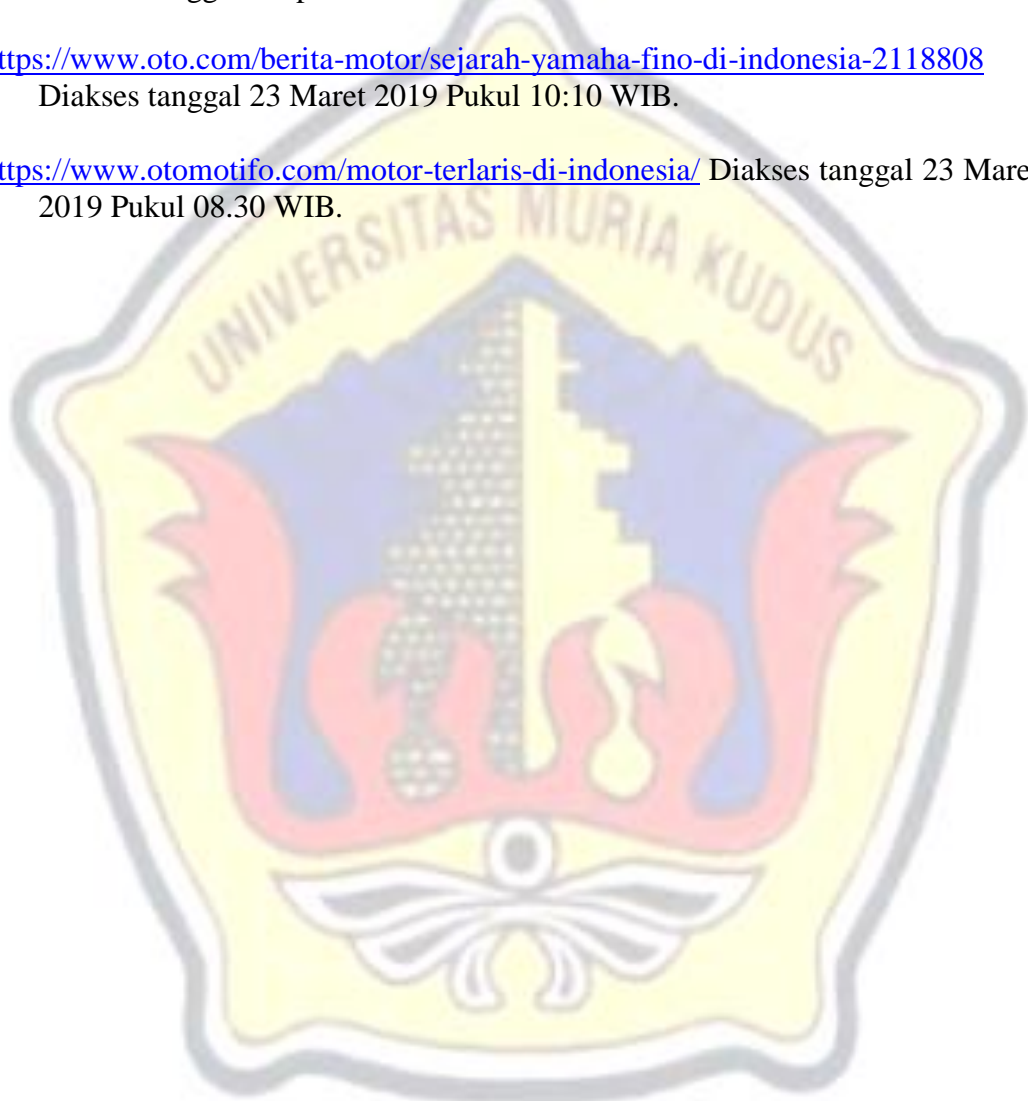 ttps://www.oto.com/berita-motor/sejarah-yamaha-fino-di-indonesia-2118808
Diakses tanggal 23 Maret 2019 Pukul 10:10 WIB.
ttps://www.otomotifo.com/motor-terlaris-di-indonesia/ Diakses tanggal 23 Mare
2019 Pukul 08.30 WIB.
UNIVERSITAS MURIA KUDUS